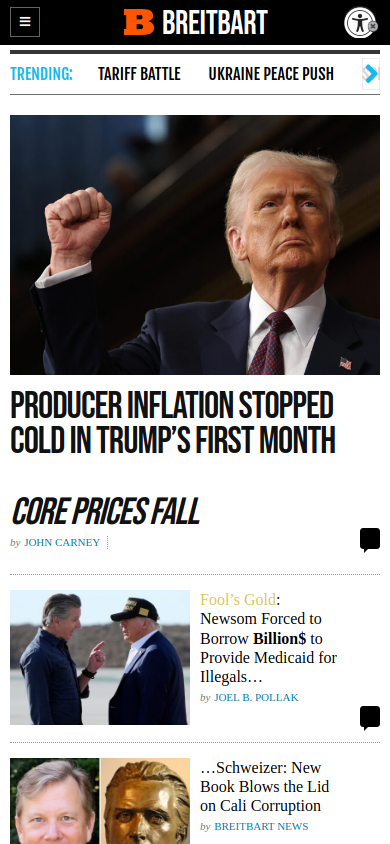 BREITBART
TRENDING:
TARIFF BATTLE
UKRAINE PEACE PUSH
PRODUCER INFLATION STOPPED
COLD IN TRUMP’S FIRST MONTH
CORE PRICES FALL
by JOHN CARNEY
Fool’s Gold:
Newsom Forced to
Borrow Billion$ to
Provide Medicaid for
Illegals…
by JOEL B. POLLAK
…Schweizer: New
Book Blows the Lid
on Cali Corruption
by BREITBART NEWS